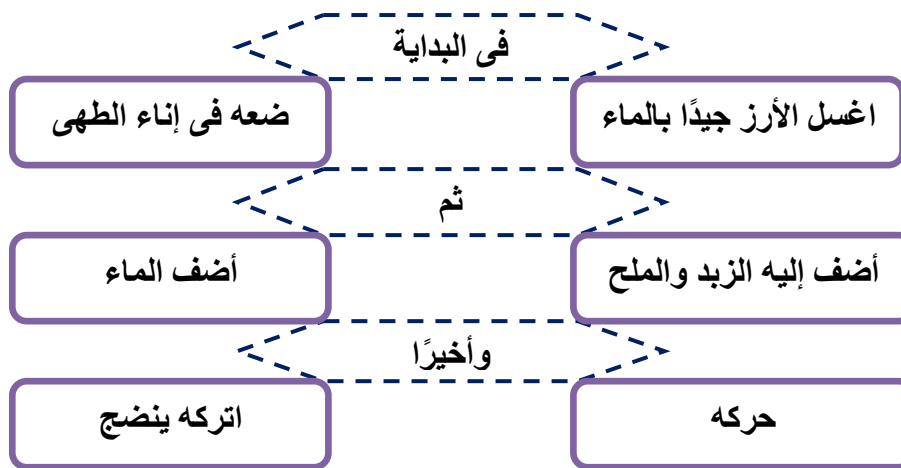 فى البداية
اغسل الأرز جيدًا بالماء
ضعه فى إناء الطهى
ثم
أضف إليه الزبد والملح
أضف الماء
وأخيرًا
حركه
اتركه ينضج